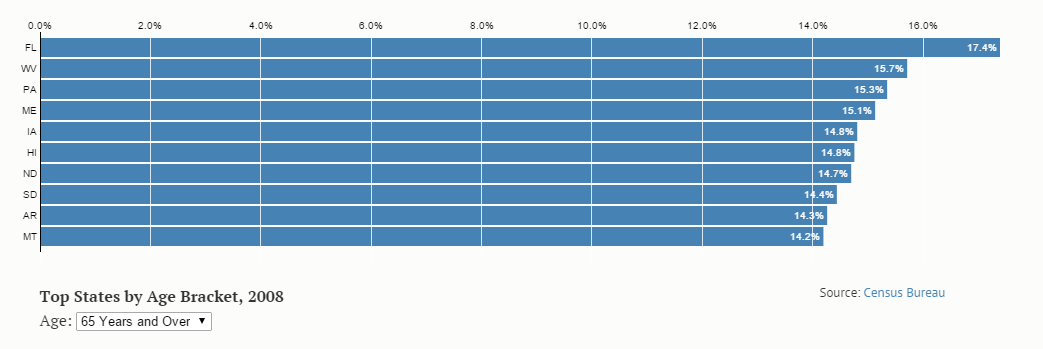 0.0% 2.0% 4.0% 6.0% 8.0% 10.0% 12.0% 14.0% 16.0%
FL 17.4%
WV 15.7%
PA 15.3%
ME 15.1%
IA 14.8%
HI 14.8%
ND 14.7%
SD 14.4%
AR 14.3%
MT 14.2%
Top States by Age Bracket, 2008 Source: Census Bureau
Age: 65 Years and Over